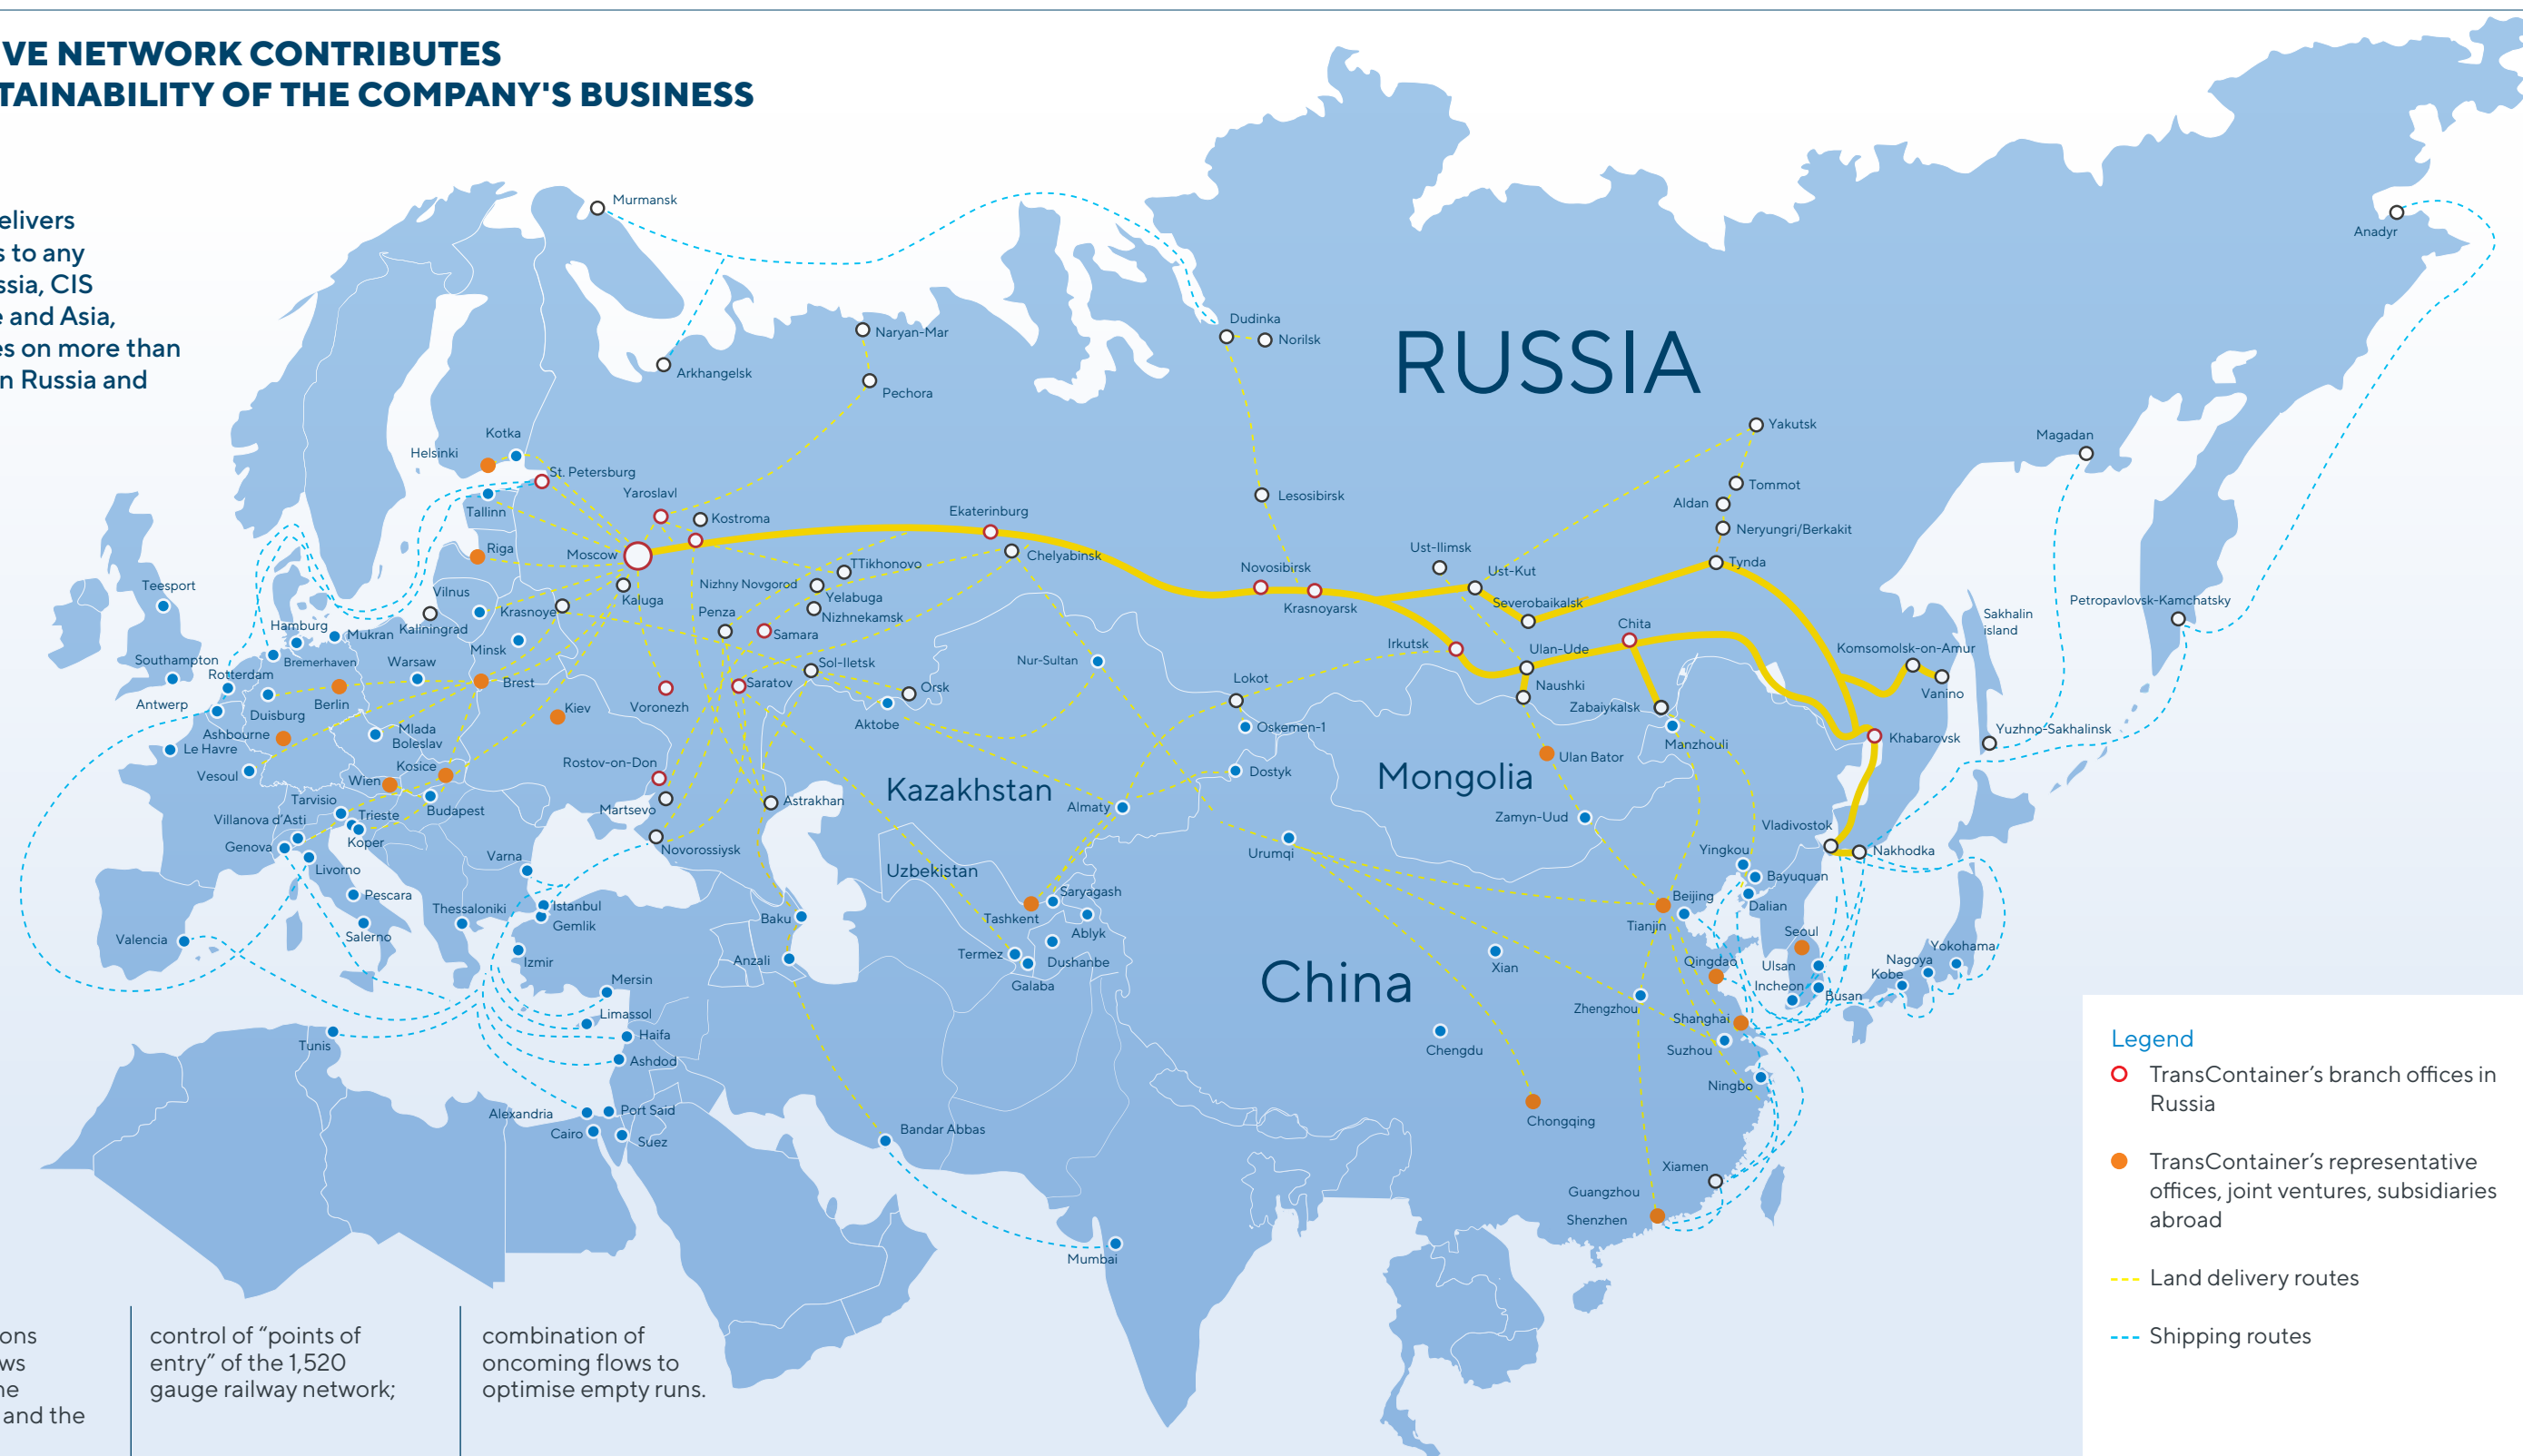 VE NETWORK CONTRIBUTES
TAINABILITY OF THE COMPANY'S BUSINESS
elivers
s to any
ssia, CIS
e and Asia,
es on more than
n Russia and
RUSSIA
Murmansk
Arkhangelsk
Naryan-Mar
Pechora
Dudinka
Norilsk
Anadyr
Yakutsk
Magadan
Tommot
Aldan
Neryungri/Berkakit
Tynda
Kotka
Helsinki
St. Petersburg
Tallinn
Yaroslavl
Kostroma
Ekaterinburg
Chelyabinsk
Lesosibirsk
Riga
Moscow
TTikhonovo
Nizhny Novgorod
Yelabuga
Nizhnekamsk
Novosibirsk
Krasnoyarsk
Ust-Ilimsk
Ust-Kut
Severobaikalsk
Teesport
Vilnus
Krasnoye
Kaluga
Penza
Samara
Kaliningrad
Hamburg
Mukran
Bremerhaven
Minsk
Warsaw
Southampton
Rotterdam
Antwerp
Duisburg
Berlin
Brest
Kiev
Voronezh
Saratov
Sol-Iletsk
Orsk
Aktobe
Nur-Sultan
Lokot
Oskemen-1
Irkutsk
Ulan-Ude
Chita
Naushki
Zabaiykalsk
Manzhouli
Sakhalin
island
Petropavlovsk-Kamchatsky
Komsomolsk-on-Amur
Vanino
Yuzhno-Sakhalinsk
Khabarovsk
Ashbourne
Le Havre
Mlada
Boleslav
Vesoul
Wien
Kosice
Budapest
Tarvisio
Trieste
Villanova d'Asti
Koper
Genova
Livorno
Rostov-on-Don
Martsevo
Astrakhan
Novorossiysk
Kazakhstan
Dostyk
Almaty
Mongolia
Ulan Bator
Zamyn-Uud
Urumqi
Vladivostok
Nakhodka
Varna
Pescara
Salerno
Thessaloniki
Istanbul
Gemlik
Izmir
Valencia
Uzbekistan
Saryagash
Tashkent
Ablyk
Termez
Dushanbe
Galaba
Baku
Anzali
China
Xian
Yingkou
Bayuquan
Beijing
Dalian
Tianjin
Seoul
Yokohama
Nagoya
Kobe
Qingdao
Ulsan
Incheon
Busan
Zhengzhou
Shanghai
Suzhou
Ningbo
Chengdu
Chongqing
Mersin
Limassol
Haifa
Ashdod
Tunis
Alexandria
Port Said
Cairo
Suez
Bandar Abbas
Mumbai
Xiamen
Guangzhou
Shenzhen
Legend
TransContainer’s branch offices in
Russia
TransContainer’s representative
offices, joint ventures, subsidiaries
abroad
Land delivery routes
Shipping routes
ons
ws
ne
and the
control of “points of
entry” of the 1,520
gauge railway network;
combination of
oncoming flows to
optimise empty runs.